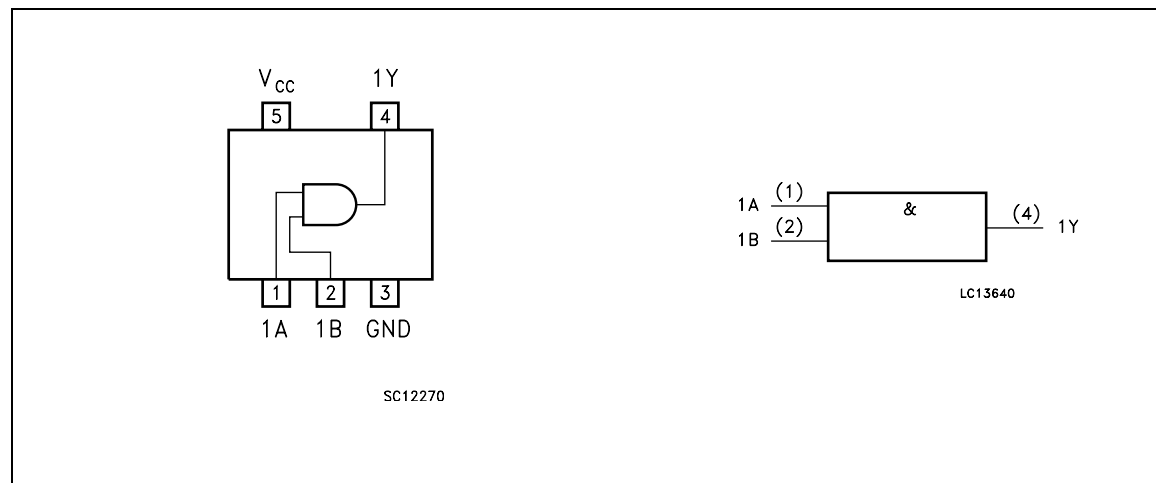 VCC 1Y
5 4
1 2 3
1A 1B GND
SC12270
1A (1)
&
(4) 1Y
1B (2)
LC13640